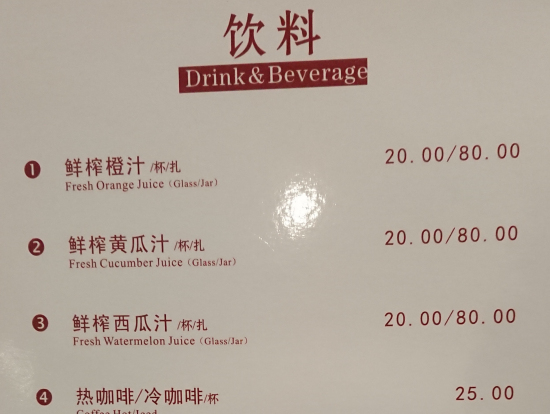 饮料
Drink & Beverage
❶ 鲜榨橙汁/杯/扎 20.00/80.00
Fresh Orange Juice (Glass/Jar)
❷ 鲜榨黄瓜汁/杯/扎 20.00/80.00
Fresh Cucumber Juice (Glass/Jar)
❸ 鲜榨西瓜汁/杯/扎 20.00/80.00
Fresh Watermelon Juice (Glass/Jar)
❹ 热咖啡/冷咖啡/杯 25.00
Coffee Hot/Iced